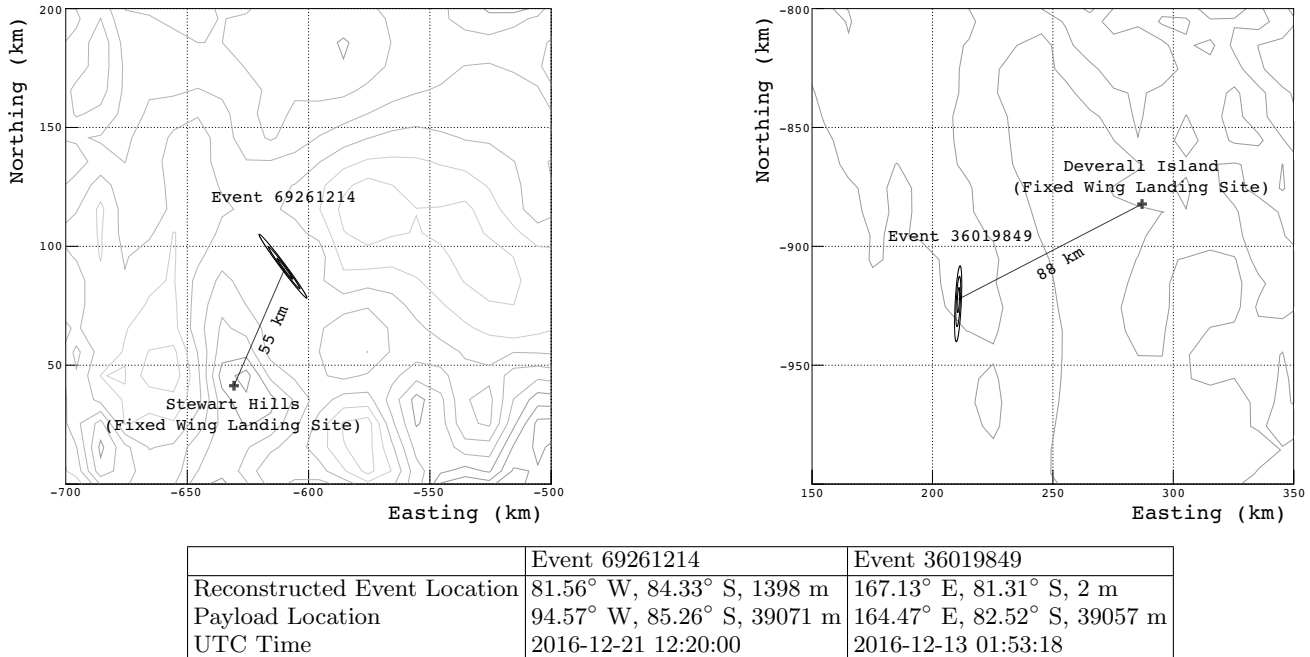 200
150
100
50
Northing (km)
Event 69261214
55 km
Stewart Hills
(Fixed Wing Landing Site)
−700 −650 −600 −550 −500
Easting (km)
−800
−850
−900
−950
Northing (km)
Deverall Island
(Fixed Wing Landing Site)
Event 36019849
88 km
150 200 250 300 350
Easting (km)
Event 69261214 Event 36019849
Reconstructed Event Location 81.56° W, 84.33° S, 1398 m 167.13° E, 81.31° S, 2 m
Payload Location 94.57° W, 85.26° S, 39071 m 164.47° E, 82.52° S, 39057 m
UTC Time 2016-12-21 12:20:00 2016-12-13 01:53:18